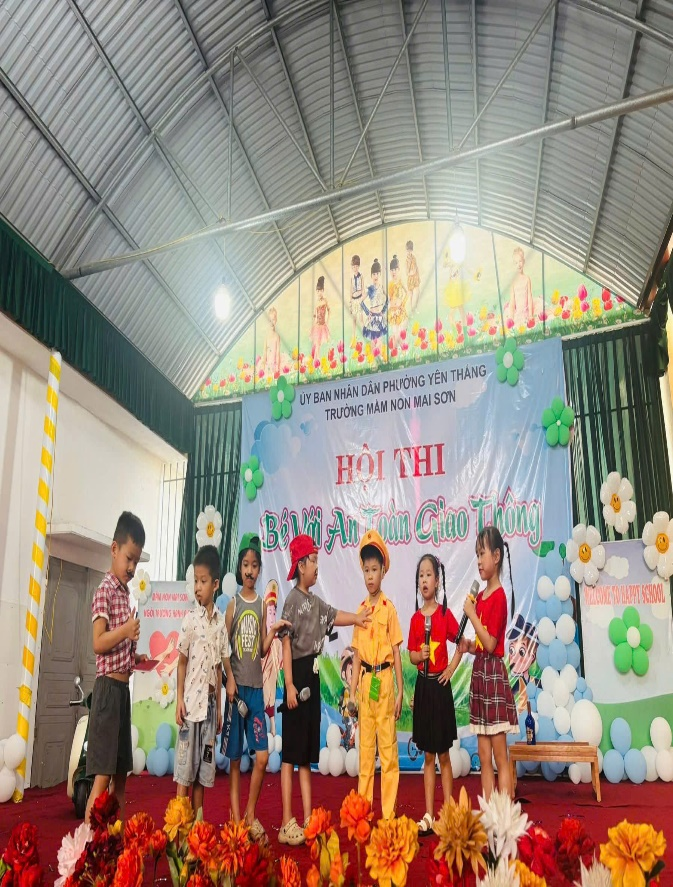 ỦY BAN NHÂN DÂN PHƯỜNG YÊN THẮNG
TRƯỜNG MẦM NON MAI SƠN
HỘI THI
Bé Với An Toàn Giao Thông
WELCOME TO HAPPY SCHOOL